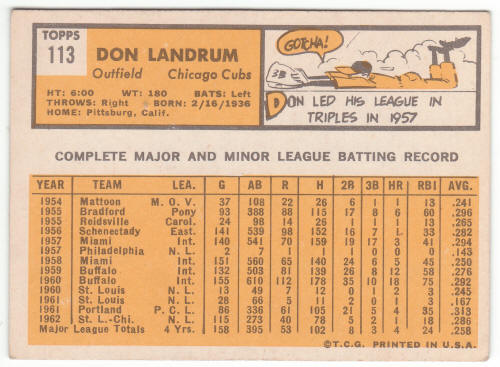 TOPPS
113
DON LANDRUM
Outfield Chicago Cubs
HT: 6:00 WT: 180 BATS: Left
THROWS: Right BORN: 2/16/1936
HOME: Pittsburg, Calif.
GOTCHA!
3B
DON LED HIS LEAGUE IN
TRIPLES IN 1957
COMPLETE MAJOR AND MINOR LEAGUE BATTING RECORD
YEAR TEAM LEA. G AB R H 2B 3B HR RBI AVG.
1954 Mattoon M.O.V. 37 108 22 26 6 1 1 13 .241
1955 Bradford Pony 93 388 88 115 17 8 6 60 .296
1955 Reidsville Carol. 24 98 14 26 5 1 1 6 .265
1956 Schenectady East. 141 539 98 152 16 7 L 33 .282
1957 Miami Int. 140 541 70 159 19 17 3 41 .294
1957 Philadelphia N.L. 2 7 1 1 1 0 0 0 .143
1958 Miami Int. 151 560 65 140 24 6 3 45 .250
1959 Buffalo Int. 132 503 81 139 26 8 12 58 .276
1960 Buffalo Int. 155 610 112 178 35 10 18 75 .292
1960 St. Louis N.L. 13 49 7 12 0 1 2 3 .245
1961 St. Louis N.L. 28 66 5 11 2 0 1 3 .167
1961 Portland P.C.L. 86 336 61 105 21 5 4 35 .313
1962 St. L.-Chi. N.L. 115 273 40 78 5 2 1 18 .286
Major League Totals 4 Yrs. 158 395 53 102 8 3 4 24 .258
©T.C.G. PRINTED IN U.S.A.